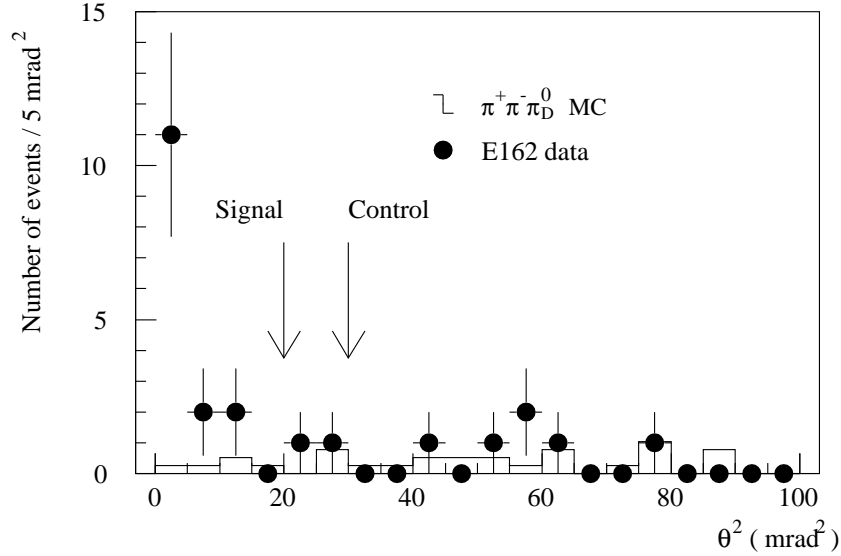 Number of events / 5 mrad²
15
10
5
0
π⁺π⁻π⁰_D MC
E162 data
Signal
Control
0 20 40 60 80 100
θ² ( mrad² )